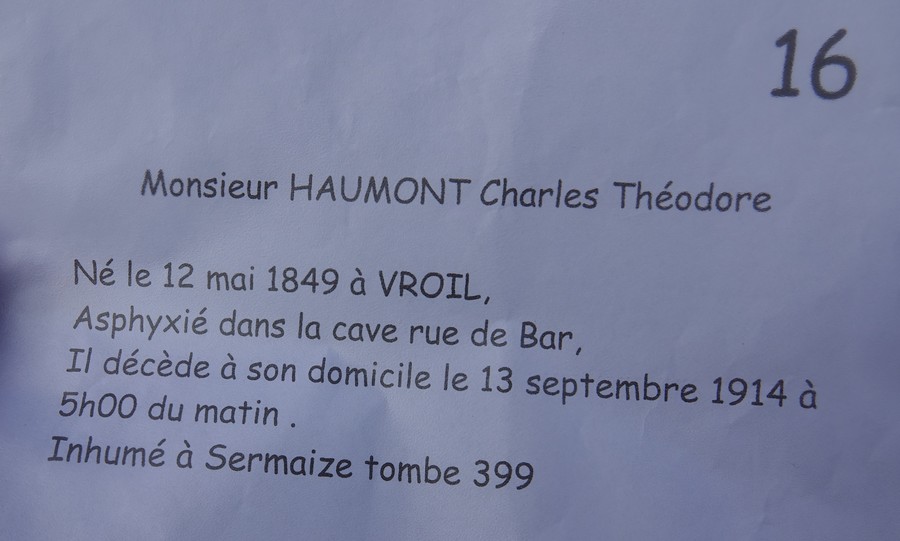 16
Monsieur HAUMONT Charles Théodore
Né le 12 mai 1849 à VROIL,
Asphyxié dans la cave rue de Bar,
Il décède à son domicile le 13 septembre 1914 à
5h00 du matin .
Inhumé à Sermaize tombe 399